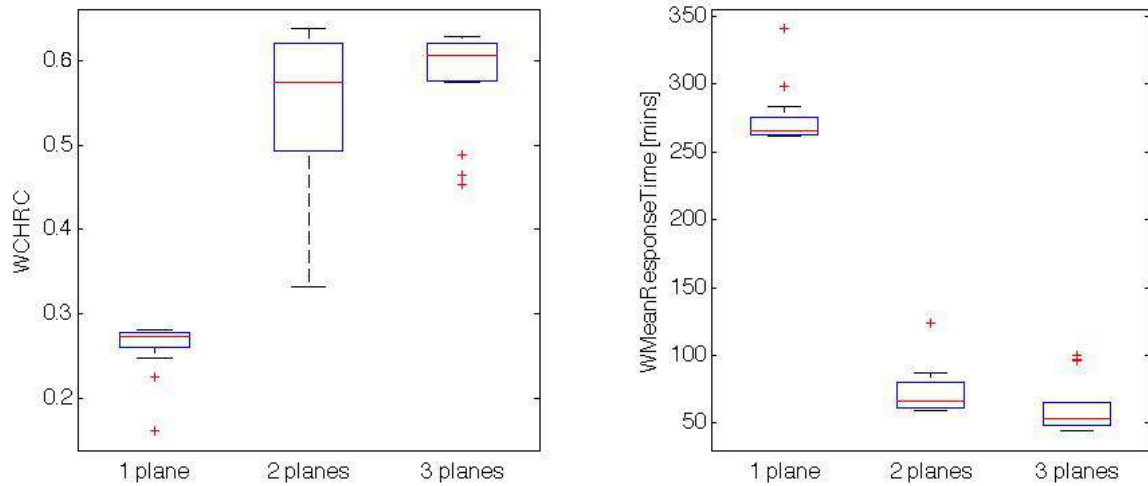 WCHRC
0.6
0.5
0.4
0.3
0.2
1 plane
2 planes
3 planes
WMeanResponseTime [mins]
350
300
250
200
150
100
50
1 plane
2 planes
3 planes